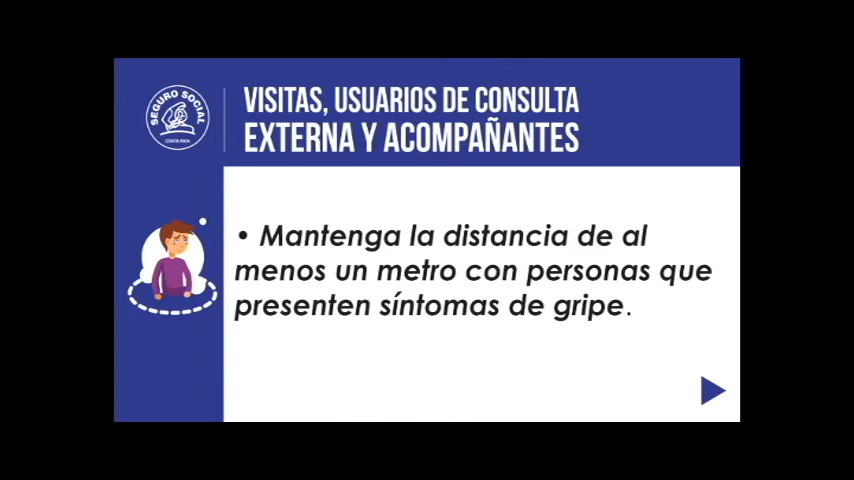 SEGURO SOCIAL
COSTA RICA
VISITAS, USUARIOS DE CONSULTA
EXTERNA Y ACOMPAÑANTES
• Mantenga la distancia de al
menos un metro con personas que
presenten síntomas de gripe.